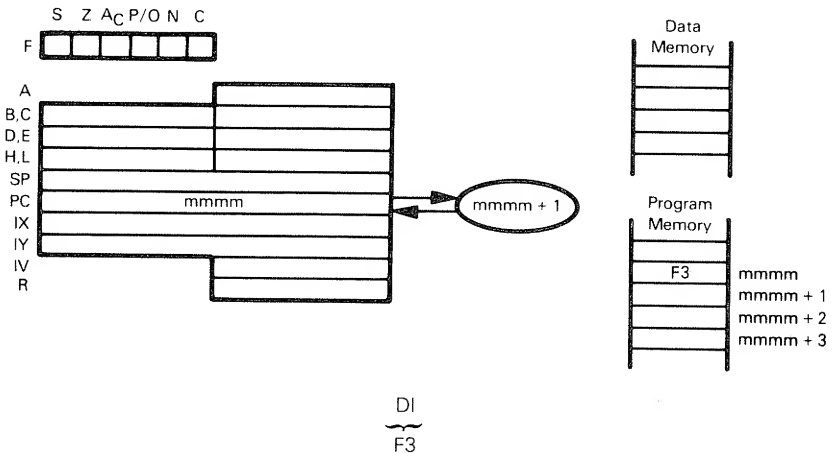 S Z AC P/O N C
F
A
B,C
D,E
H,L
SP
PC mmmm mmmm + 1
IX
IY
IV
R
Data
Memory
Program
Memory
F3 mmmm
mmmm + 1
mmmm + 2
mmmm + 3
DI
F3